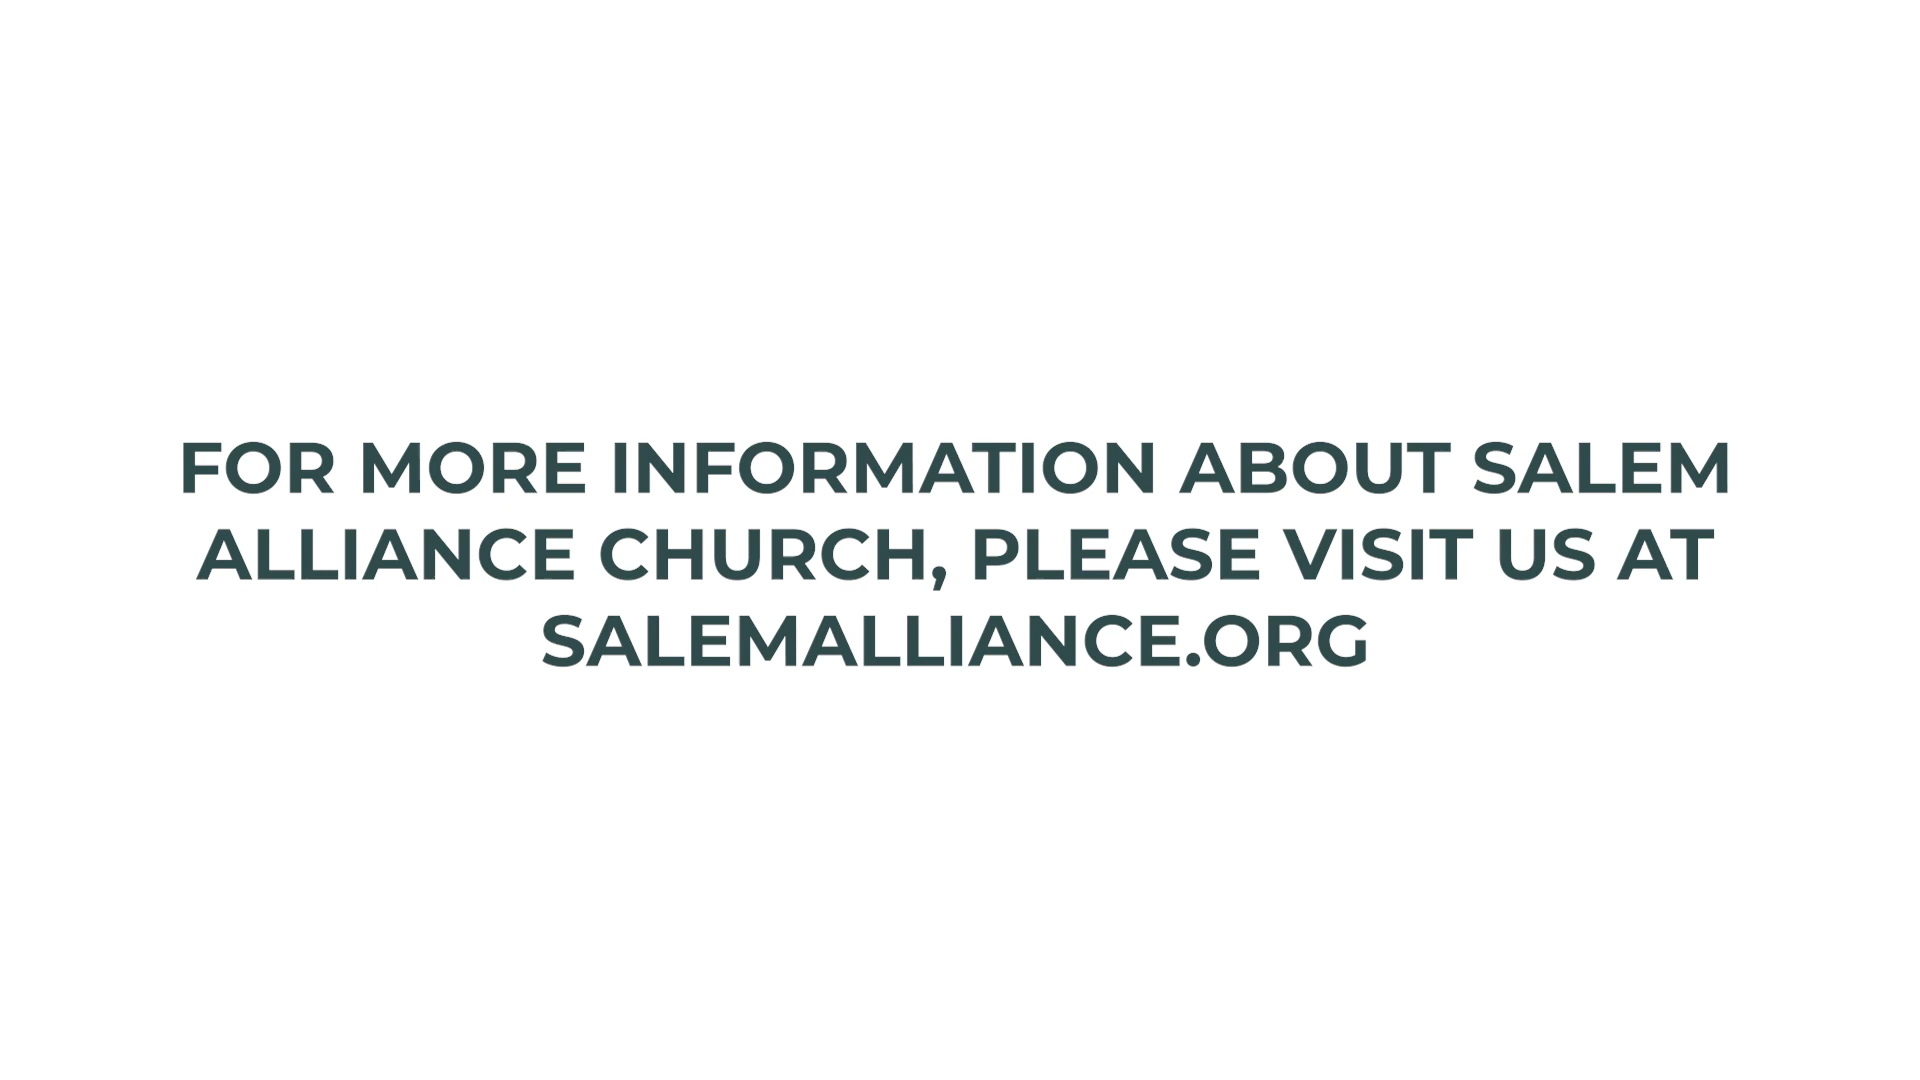 FOR MORE INFORMATION ABOUT SALEM
ALLIANCE CHURCH, PLEASE VISIT US AT
SALEMALLIANCE.ORG